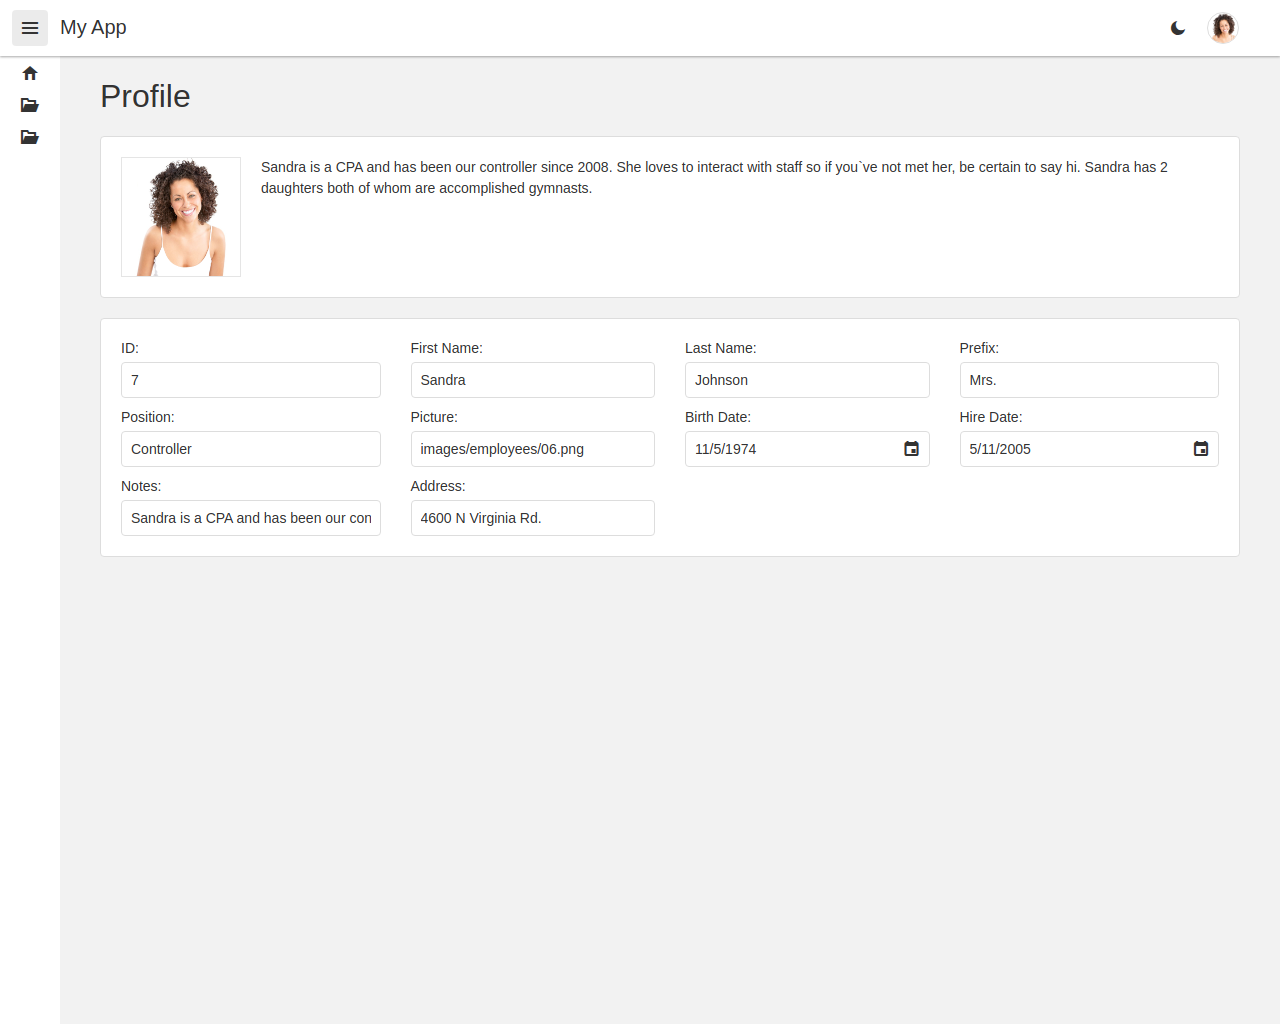 My App
Profile
Sandra is a CPA and has been our controller since 2008. She loves to interact with staff so if you`ve not met her, be certain to say hi. Sandra has 2
daughters both of whom are accomplished gymnasts.
ID:
First Name:
Last Name:
Prefix:
7
Sandra
Johnson
Mrs.
Position:
Picture:
Birth Date:
Hire Date:
Controller
images/employees/06.png
11/5/1974
5/11/2005
Notes:
Address:
Sandra is a CPA and has been our con
4600 N Virginia Rd.